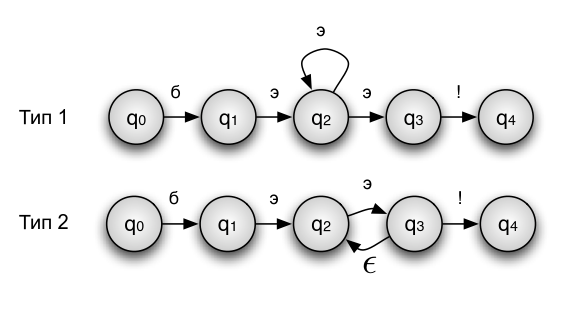 э
б э э !
Тип 1 q0 q1 q2 q3 q4
э
б э !
Тип 2 q0 q1 q2 q3 q4
ϵ